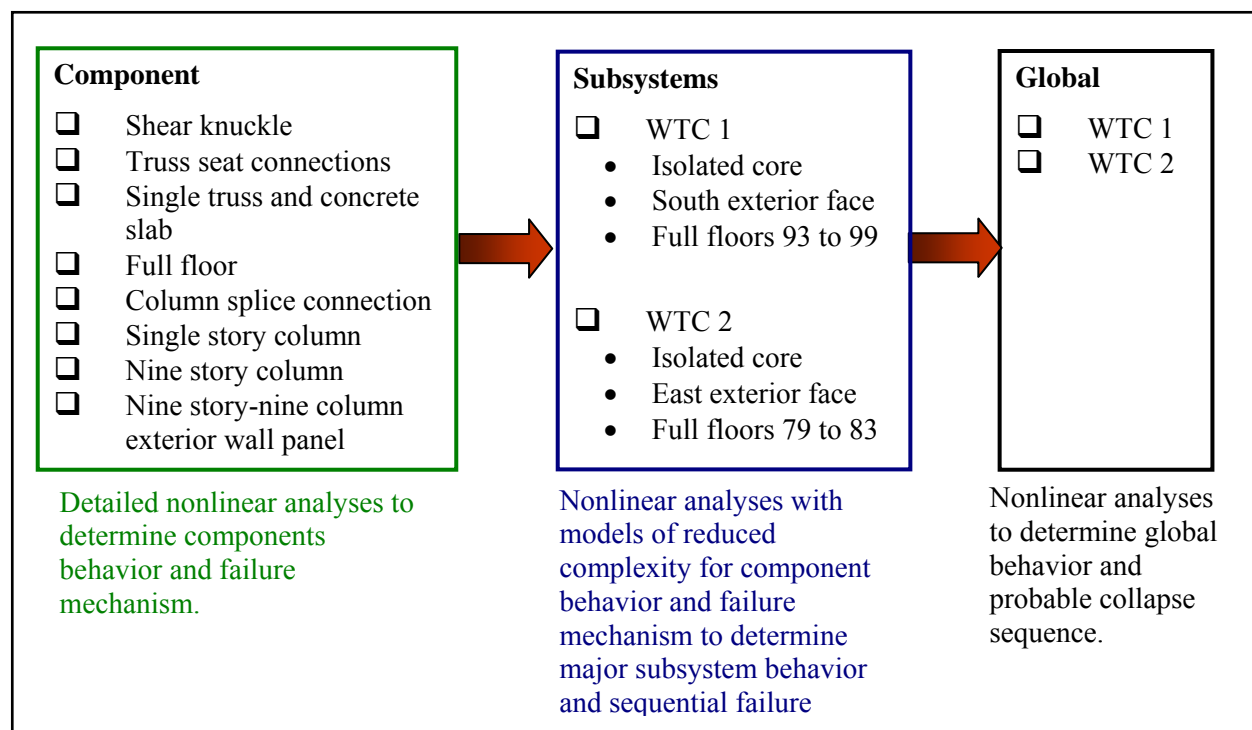 Component
Shear knuckle
Truss seat connections
Single truss and concrete
slab
Full floor
Column splice connection
Single story column
Nine story column
Nine story-nine column
exterior wall panel
Detailed nonlinear analyses to
determine components
behavior and failure
mechanism.
Subsystems
WTC 1
• Isolated core
• South exterior face
• Full floors 93 to 99
WTC 2
• Isolated core
• East exterior face
• Full floors 79 to 83
Nonlinear analyses with
models of reduced
complexity for component
behavior and failure
mechanism to determine
major subsystem behavior
and sequential failure
Global
WTC 1
WTC 2
Nonlinear analyses
to determine global
behavior and
probable collapse
sequence.